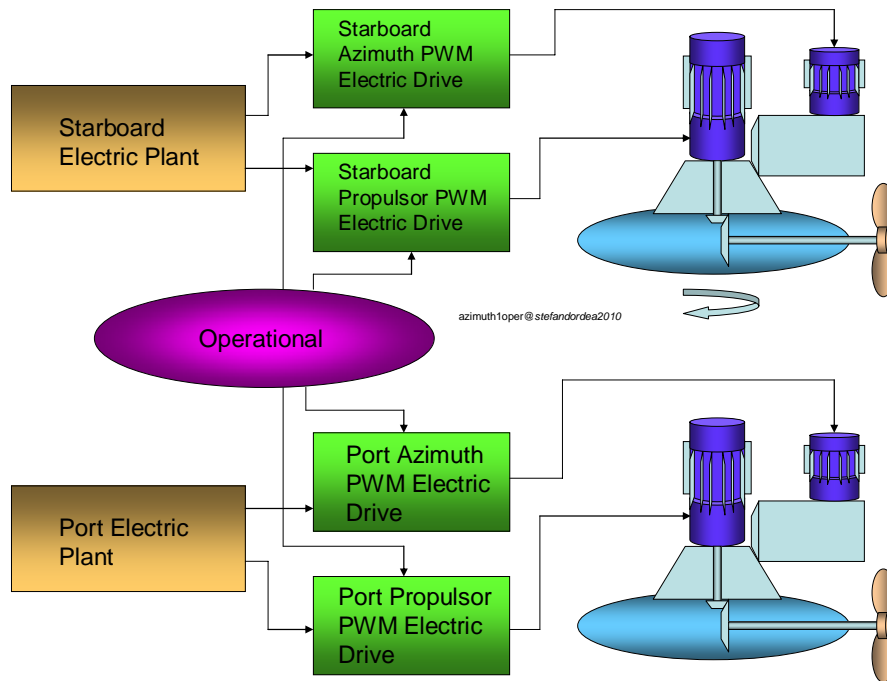 Starboard
Azimuth PWM
Electric Drive
Starboard
Electric Plant
Starboard
Propulsor PWM
Electric Drive
azimuth1oper@stefandordea2010
Operational
Port Azimuth
PWM Electric
Drive
Port Electric
Plant
Port Propulsor
PWM Electric
Drive